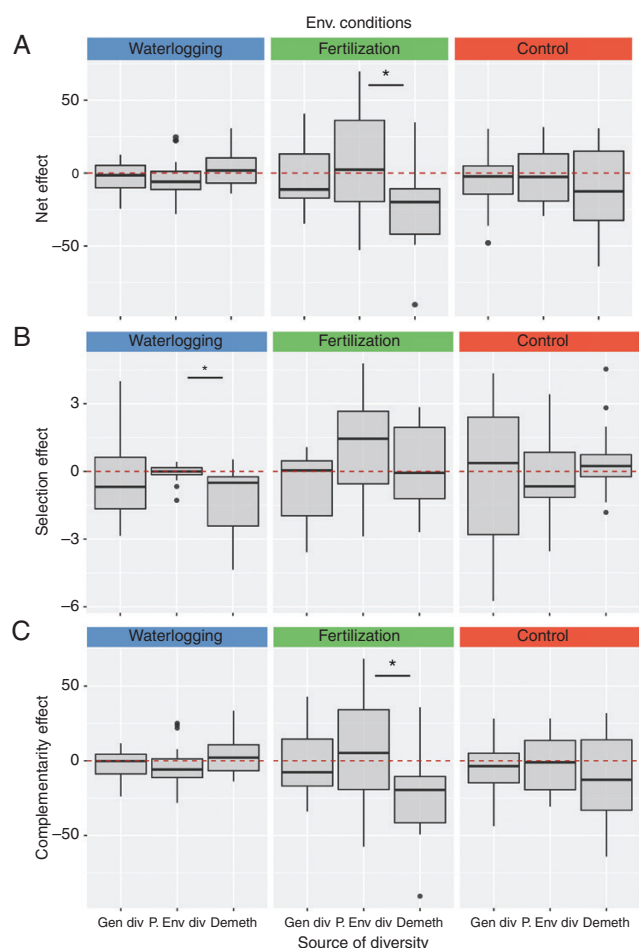 Env. conditions
A
Waterlogging Fertilization Control
50
0
−50
Net effect
*
B
Waterlogging Fertilization Control
3
0
−3
−6
Selection effect
*
C
Waterlogging Fertilization Control
50
0
−50
Complementarity effect
*
Gen div P. Env div Demeth Gen div P. Env div Demeth Gen div P. Env div Demeth
Source of diversity